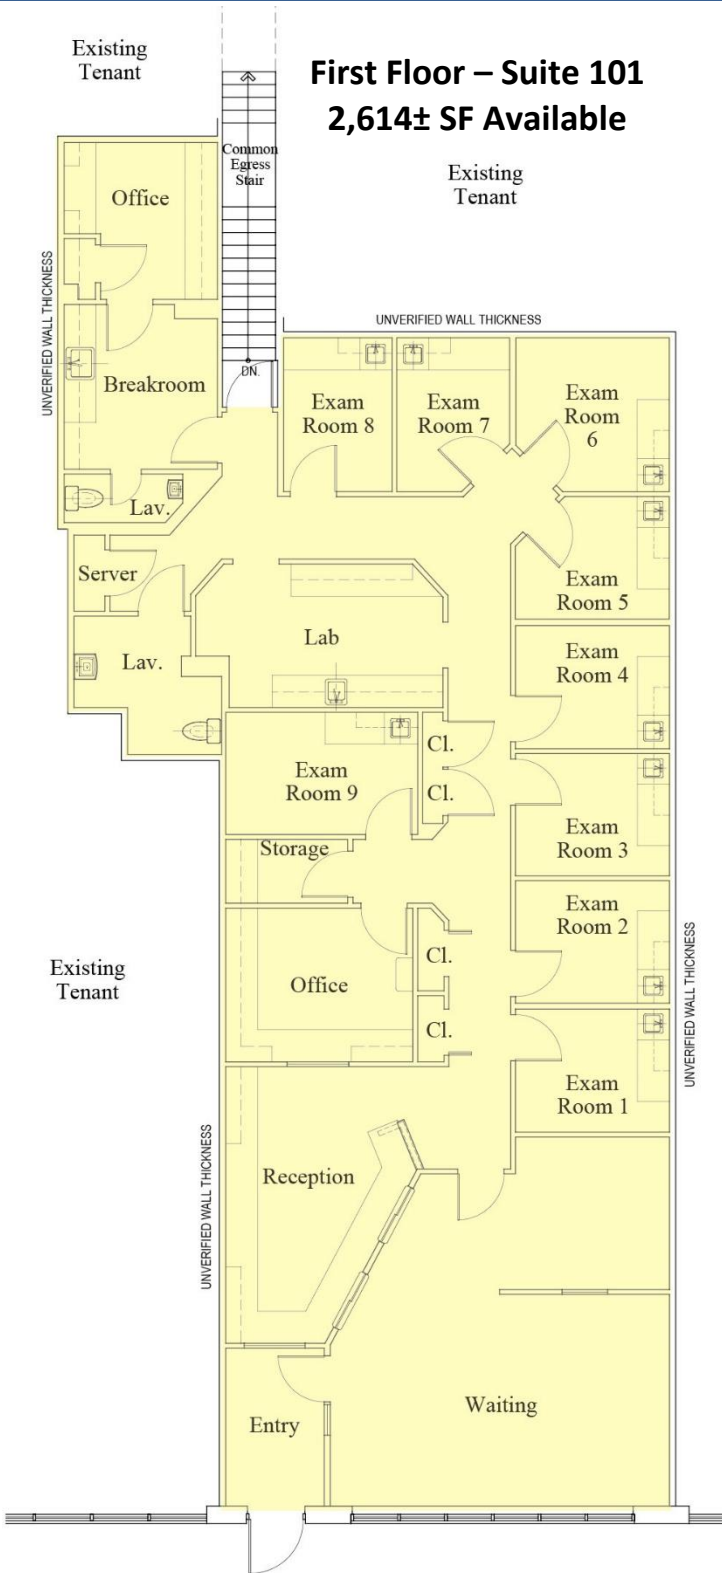 Existing
Tenant
First Floor – Suite 101
2,614± SF Available
Common
Egress
Stair
Existing
Tenant
Office
UNVERIFIED WALL THICKNESS
UNVERIFIED WALL THICKNESS
DN.
Breakroom
Exam
Room 8
Exam
Room 7
Exam
Room
6
Lav.
Server
Exam
Room 5
Lab
Lav.
Exam
Room 4
Cl.
Exam
Room 9
Cl.
Exam
Room 3
Storage
Exam
Room 2
Cl.
Existing
Tenant
Office
UNVERIFIED WALL THICKNESS
Cl.
Exam
Room 1
UNVERIFIED WALL THICKNESS
Reception
Waiting
Entry